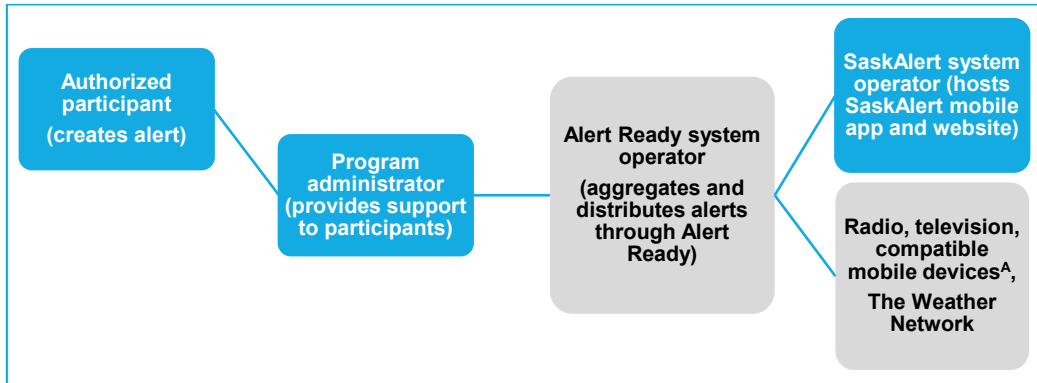 Authorized
participant
(creates alert)
Program
administrator
(provides support
to participants)
Alert Ready system
operator
(aggregates and
distributes alerts
through Alert
Ready)
SaskAlert system
operator (hosts
SaskAlert mobile
app and website)
Radio, television,
compatible
mobile devicesᴬ,
The Weather
Network